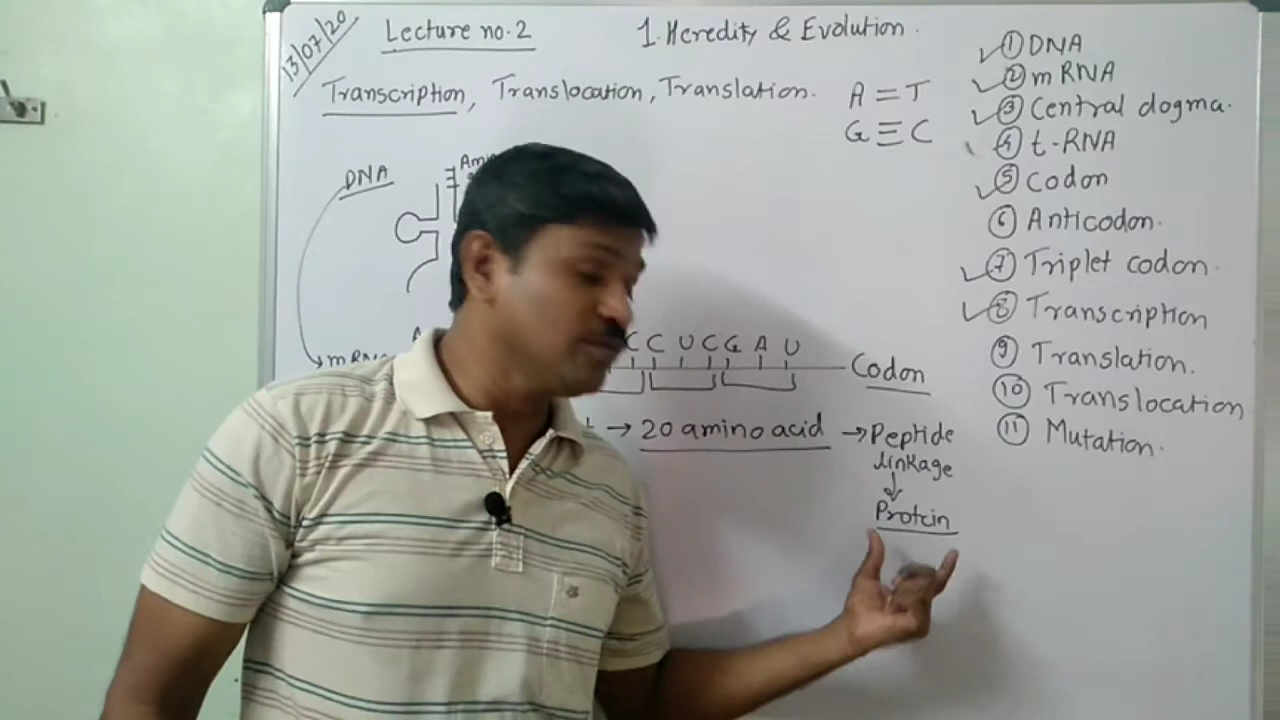 13/07/20
Lecture no. 2
1. Heredity & Evolution.
Transcription, Translocation, Translation.
A = T
G ≡ C
DNA
mRNA
C C U C G A U
Codon
→ 20 amino acid → Peptide
linkage
↓
Protein
① DNA
② mRNA
③ Central dogma.
④ t-RNA
⑤ Codon
⑥ Anticodon.
⑦ Triplet codon.
⑧ Transcription
⑨ Translation.
⑩ Translocation
⑪ Mutation.